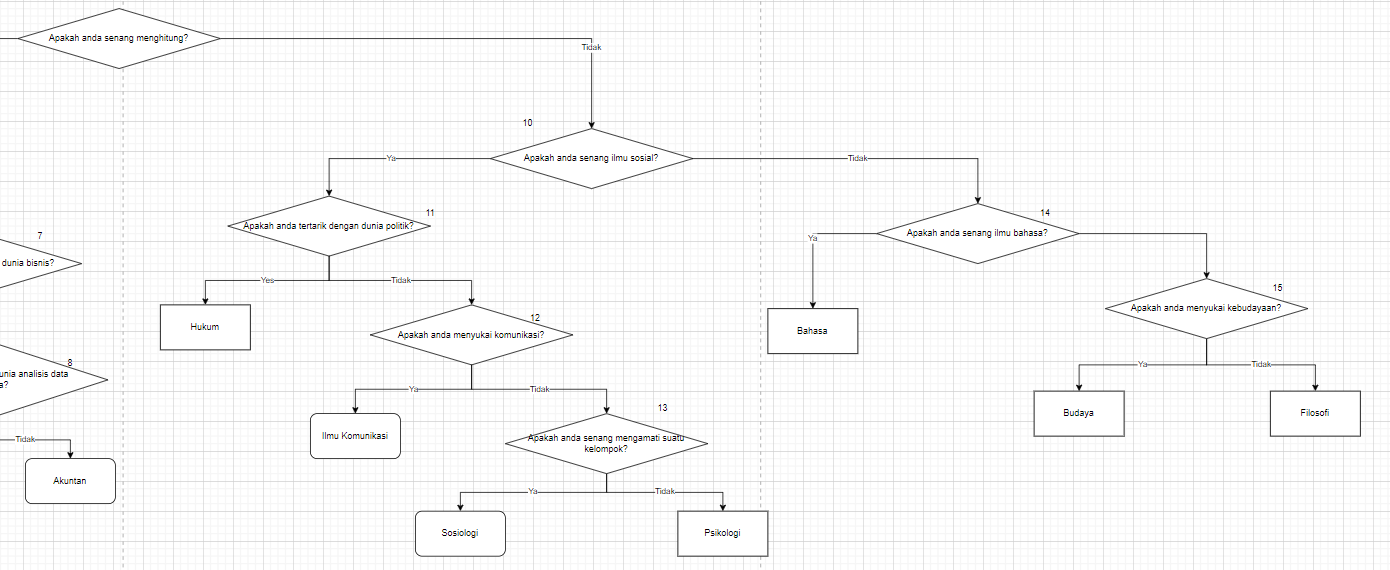 Apakah anda senang menghitung?
Tidak
10
Apakah anda senang ilmu sosial?
Ya
Tidak
11
Apakah anda tertarik dengan dunia politik?
14
Apakah anda senang ilmu bahasa?
Ya
7
dunia bisnis?
Yes
Tidak
15
Apakah anda menyukai kebudayaan?
Hukum
12
Apakah anda menyukai komunikasi?
Bahasa
8
analisis data
Ya
Tidak
Ya
Tidak
13
Budaya
Filosofi
Ilmu Komunikasi
Apakah anda senang mengamati suatu
kelompok?
Tidak
Akuntan
Ya
Tidak
Sosiologi
Psikologi